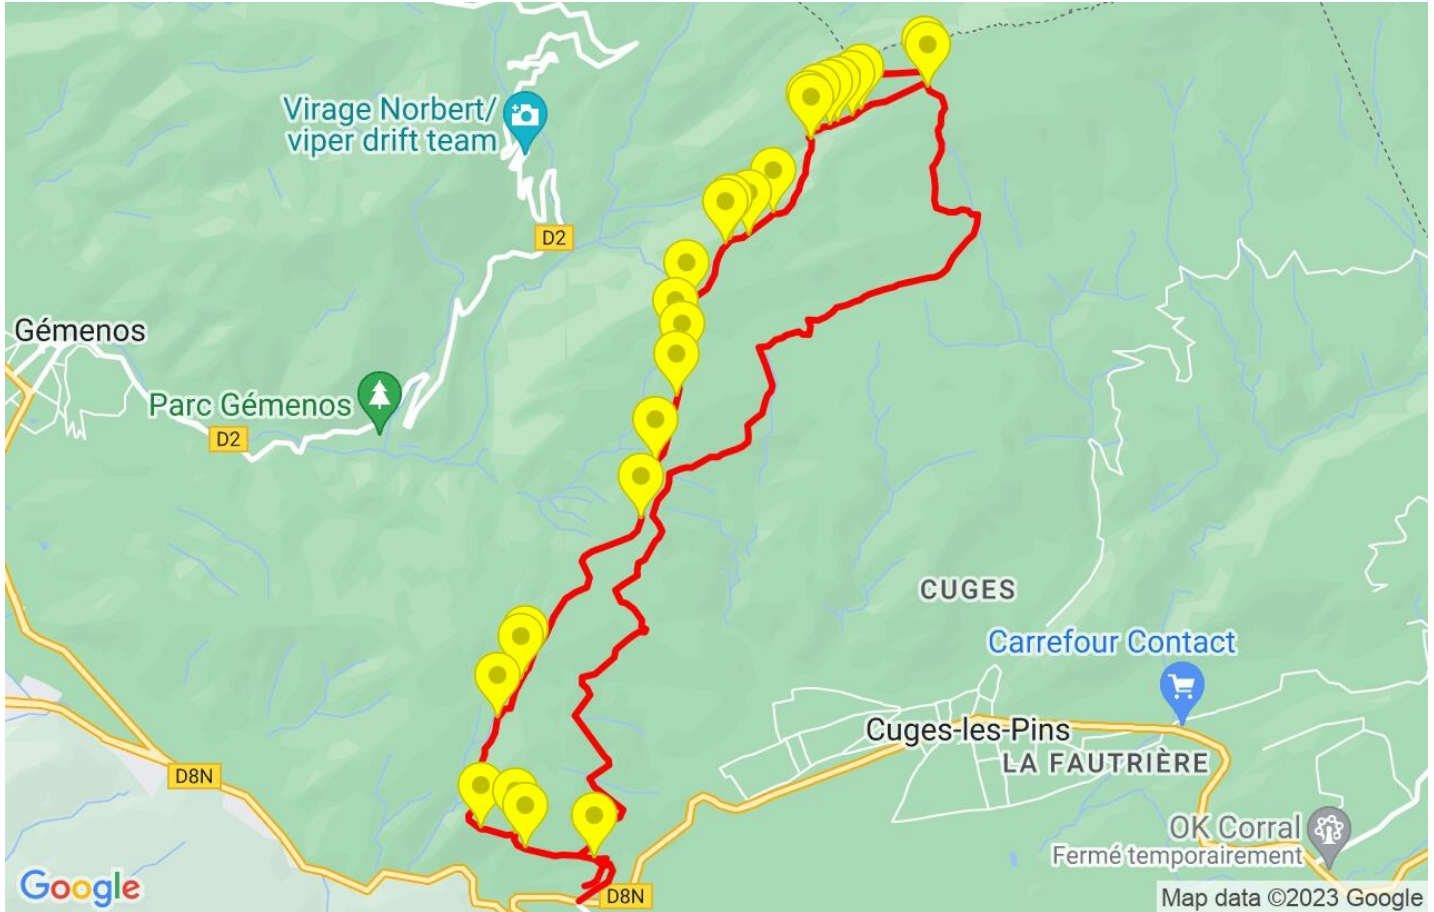 Virage Norbert/
viper drift team
D2
Gémenos
Parc Gémenos
D2
CUGES
Carrefour Contact
Cuges-les-Pins
LA FAUTRIÈRE
D8N
OK Corral
Fermé temporairement
Google
D8N
Map data ©2023 Google